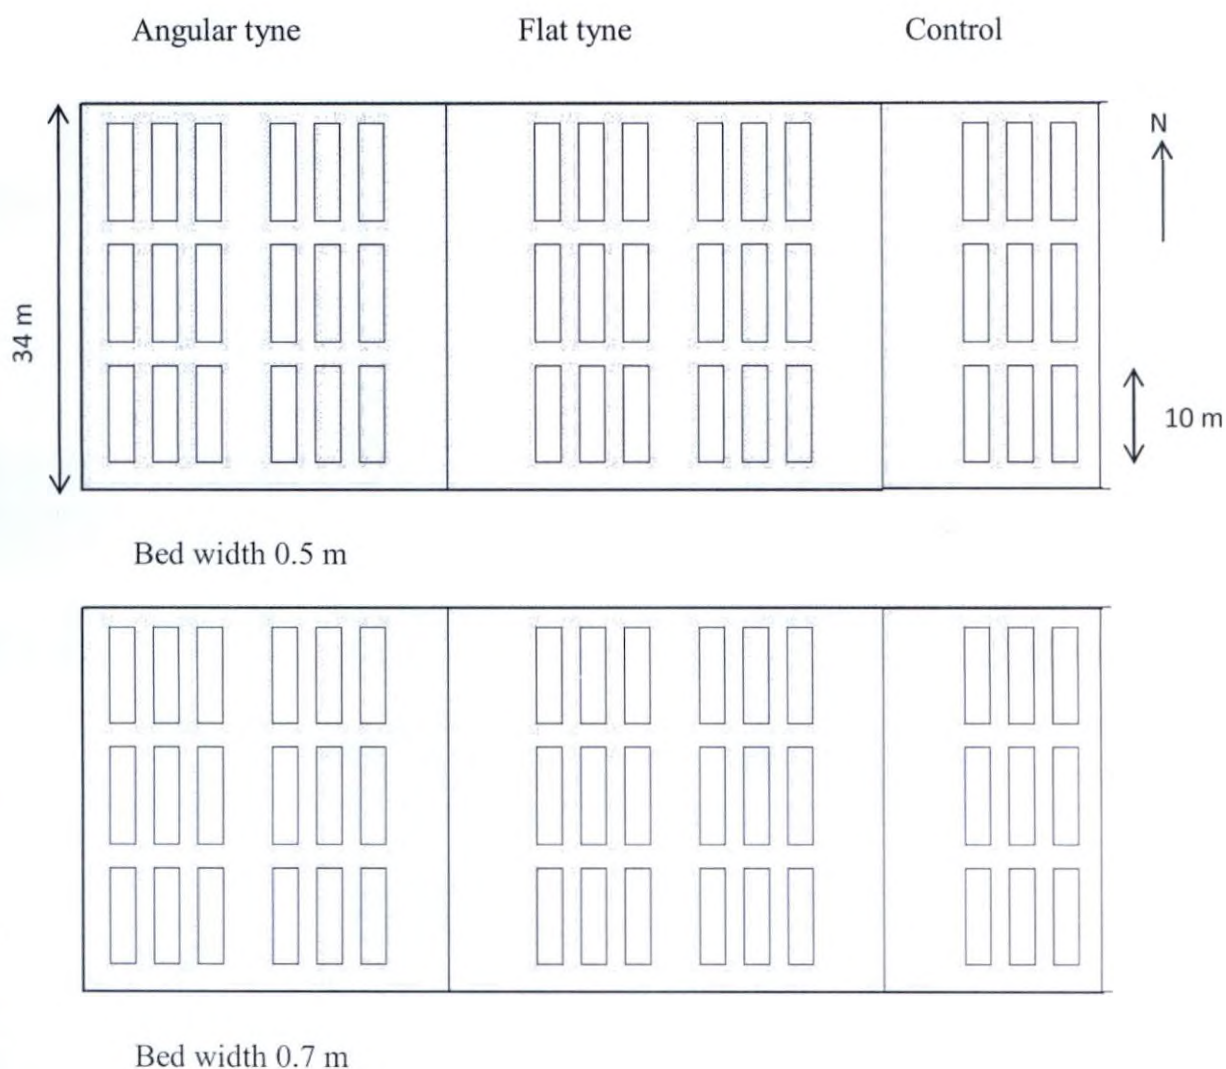 Angular tyne
Flat tyne
Control
N
34 m
10 m
Bed width 0.5 m
Bed width 0.7 m